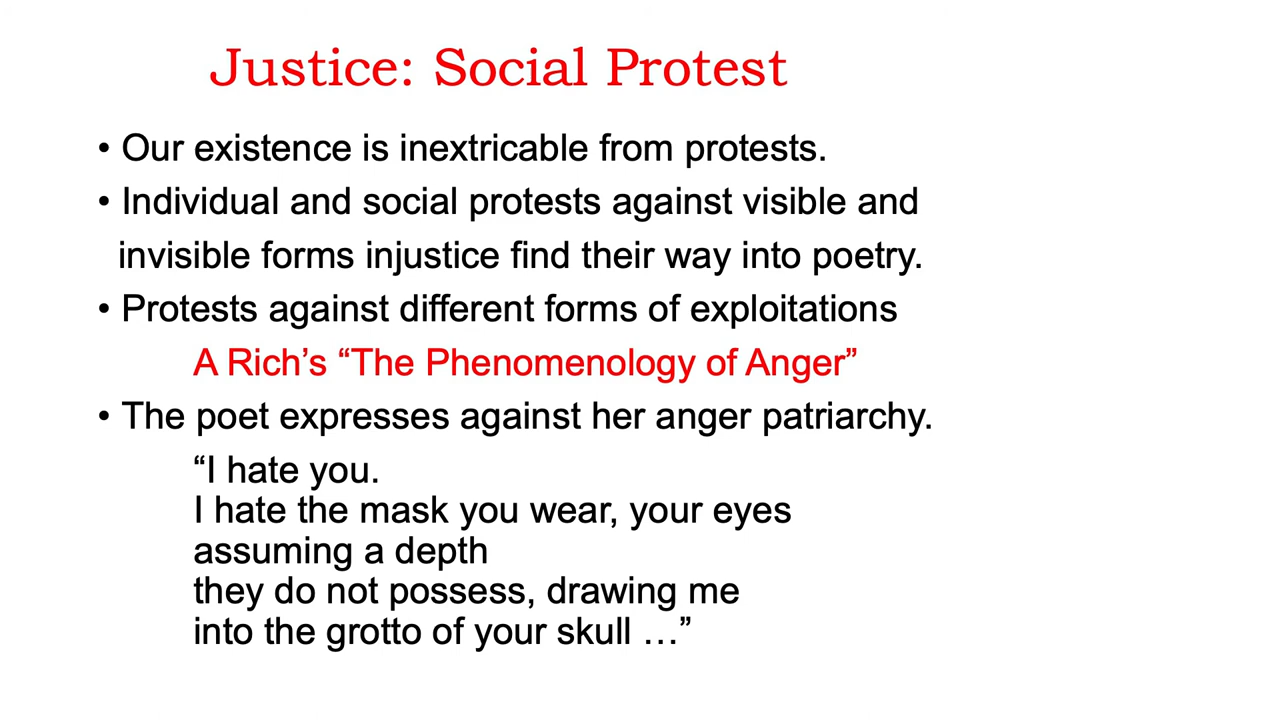 Justice: Social Protest
• Our existence is inextricable from protests.
• Individual and social protests against visible and
invisible forms injustice find their way into poetry.
• Protests against different forms of exploitations
A Rich’s “The Phenomenology of Anger”
• The poet expresses against her anger patriarchy.
“I hate you.
I hate the mask you wear, your eyes
assuming a depth
they do not possess, drawing me
into the grotto of your skull …”